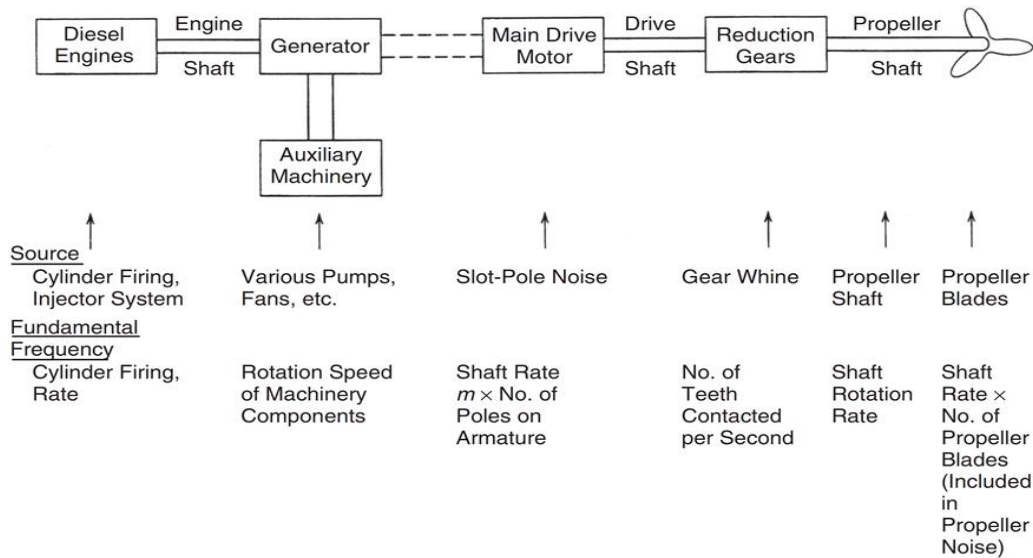 Diesel
Engines
Engine
Shaft
Generator
Auxiliary
Machinery
Main Drive
Motor
Drive
Shaft
Reduction
Gears
Propeller
Shaft
Source
Cylinder Firing,
Injector System
Various Pumps,
Fans, etc.
Slot-Pole Noise
Gear Whine
Propeller
Shaft
Propeller
Blades
Fundamental
Frequency
Cylinder Firing,
Rate
Rotation Speed
of Machinery
Components
Shaft Rate
m × No. of
Poles on
Armature
No. of
Teeth
Contacted
per Second
Shaft
Rotation
Rate
Shaft
Rate ×
No. of
Propeller
Blades
(Included
in
Propeller
Noise)